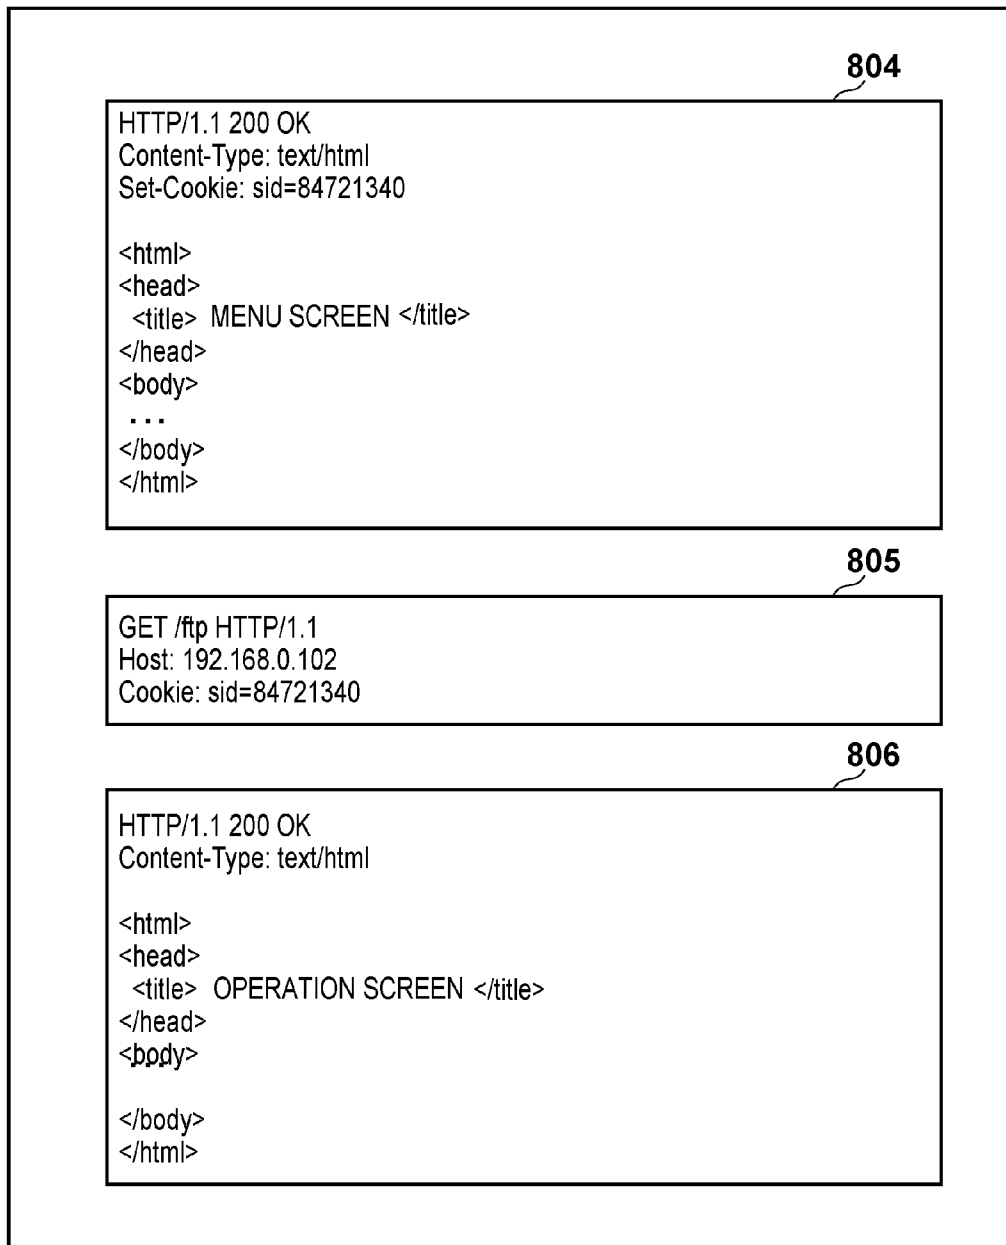 804
HTTP/1.1 200 OK
Content-Type: text/html
Set-Cookie: sid=84721340
<html>
<head>
<title> MENU SCREEN </title>
</head>
<body>
...
</body>
</html>
805
GET /ftp HTTP/1.1
Host: 192.168.0.102
Cookie: sid=84721340
806
HTTP/1.1 200 OK
Content-Type: text/html
<html>
<head>
<title> OPERATION SCREEN </title>
</head>
<body>
...
</body>
</html>